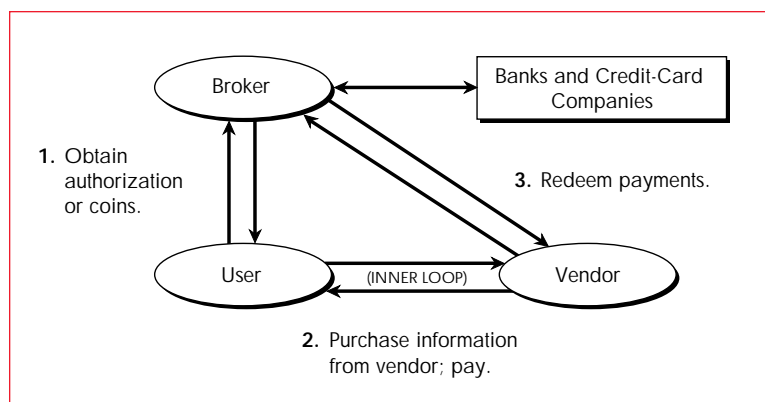 Broker
Banks and Credit-Card
Companies
1. Obtain
authorization
or coins.
3. Redeem payments.
User
(INNER LOOP)
Vendor
2. Purchase information
from vendor; pay.